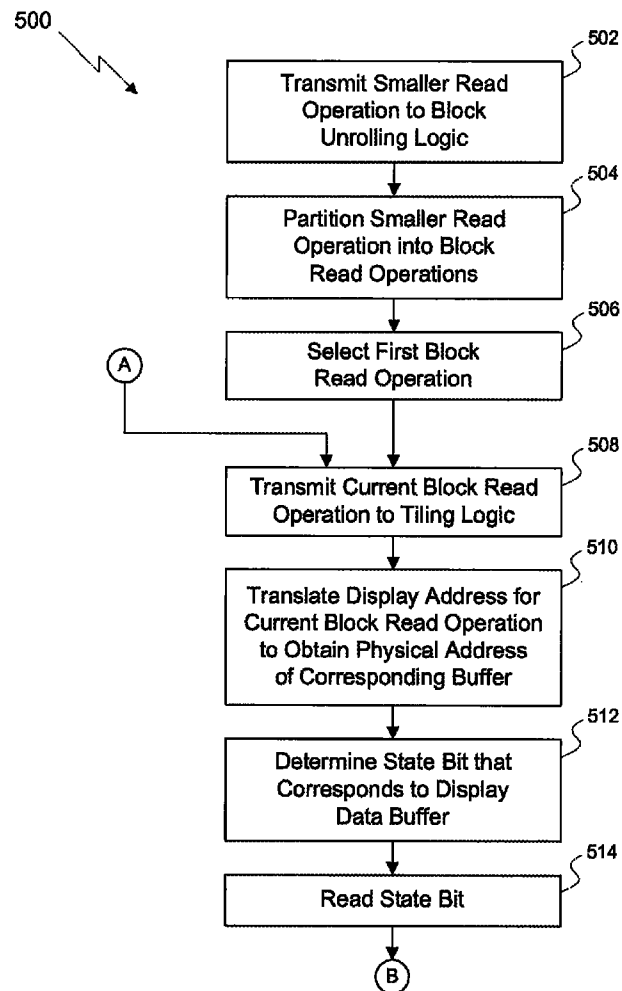 500
502
Transmit Smaller Read
Operation to Block
Unrolling Logic
504
Partition Smaller Read
Operation into Block
Read Operations
506
Select First Block
Read Operation
A
508
Transmit Current Block Read
Operation to Tiling Logic
510
Translate Display Address for
Current Block Read Operation
to Obtain Physical Address
of Corresponding Buffer
512
Determine State Bit that
Corresponds to Display
Data Buffer
514
Read State Bit
B